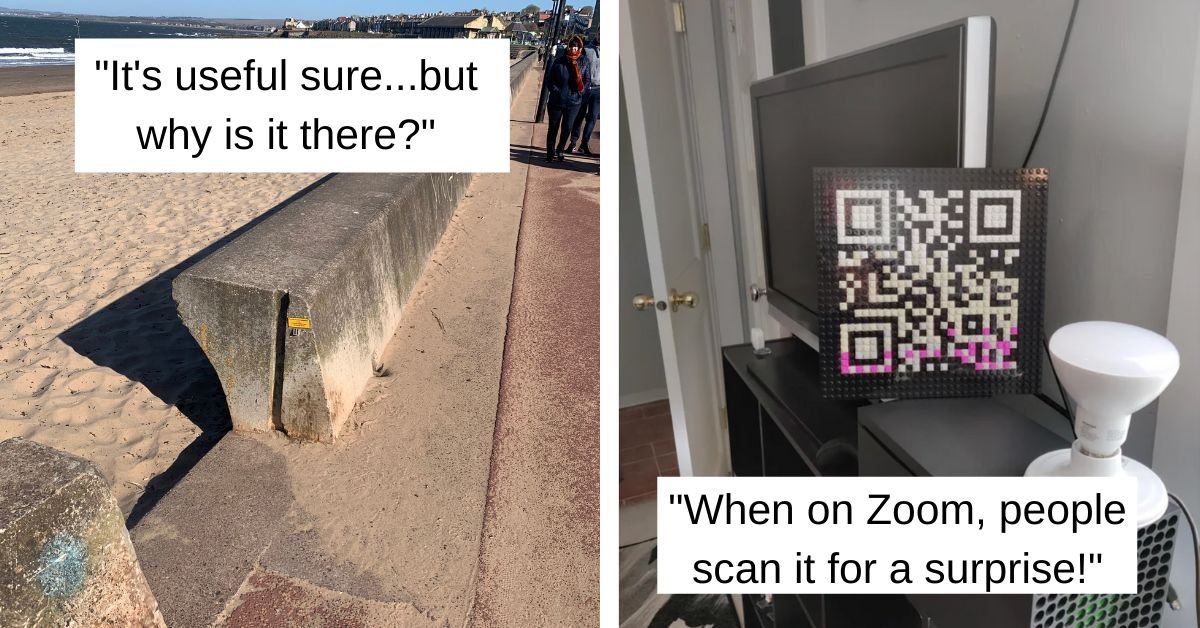 "It's useful sure...but
why is it there?"
"When on Zoom, people
scan it for a surprise!"